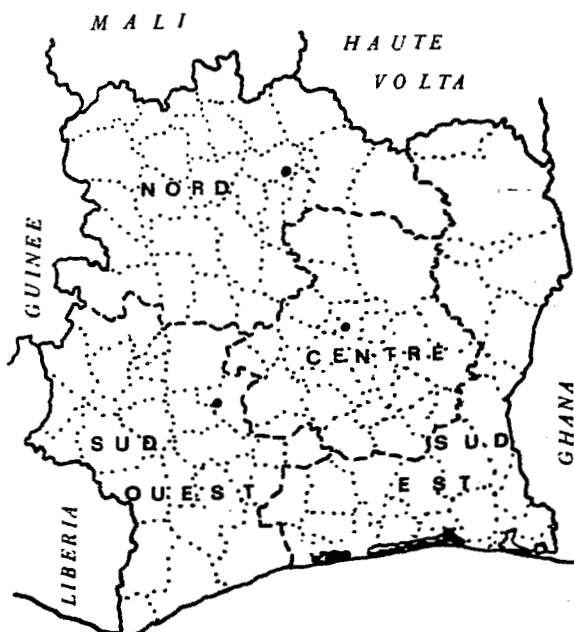 MALI
HAUTE
VOLTA
NORD
GUINEE
CENTRE
SUD
OUEST
SUD
EST
GHANA
LIBERIA